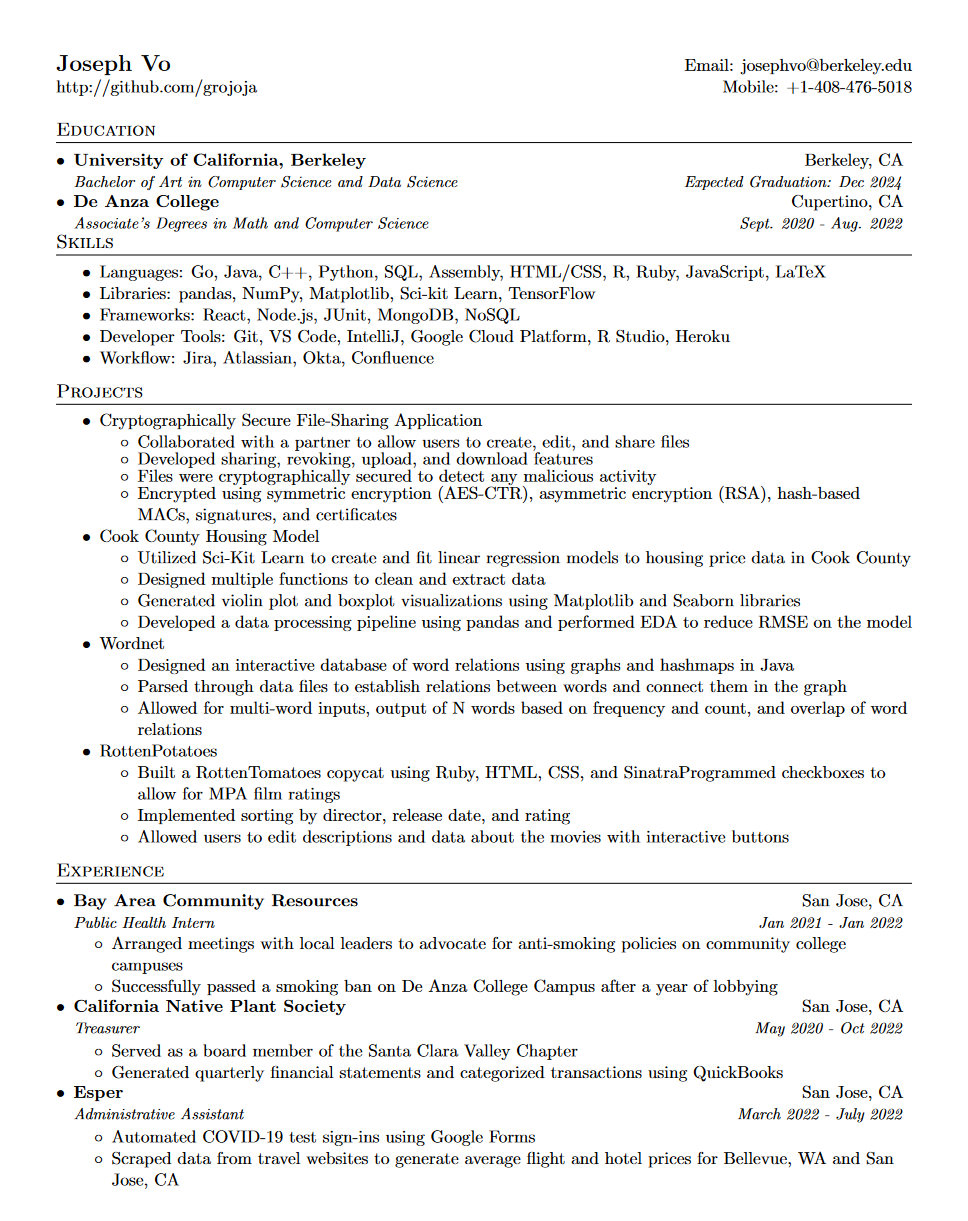 Joseph Vo Email: josephvo@berkeley.edu
http://github.com/grojoja Mobile: +1-408-476-5018
Education
• University of California, Berkeley Berkeley, CA
Bachelor of Art in Computer Science and Data Science Expected Graduation: Dec 2024
• De Anza College Cupertino, CA
Associate's Degrees in Math and Computer Science Sept. 2020 - Aug. 2022
Skills
• Languages: Go, Java, C++, Python, SQL, Assembly, HTML/CSS, R, Ruby, JavaScript, LaTeX
• Libraries: pandas, NumPy, Matplotlib, Sci-kit Learn, TensorFlow
• Frameworks: React, Node.js, JUnit, MongoDB, NoSQL
• Developer Tools: Git, VS Code, IntelliJ, Google Cloud Platform, R Studio, Heroku
• Workflow: Jira, Atlassian, Okta, Confluence
Projects
• Cryptographically Secure File-Sharing Application
◦ Collaborated with a partner to allow users to create, edit, and share files
◦ Developed sharing, revoking, upload, and download features
◦ Files were cryptographically secured to detect any malicious activity
◦ Encrypted using symmetric encryption (AES-CTR), asymmetric encryption (RSA), hash-based
MACs, signatures, and certificates
• Cook County Housing Model
◦ Utilized Sci-Kit Learn to create and fit linear regression models to housing price data in Cook County
◦ Designed multiple functions to clean and extract data
◦ Generated violin plot and boxplot visualizations using Matplotlib and Seaborn libraries
◦ Developed a data processing pipeline using pandas and performed EDA to reduce RMSE on the model
• Wordnet
◦ Designed an interactive database of word relations using graphs and hashmaps in Java
◦ Parsed through data files to establish relations between words and connect them in the graph
◦ Allowed for multi-word inputs, output of N words based on frequency and count, and overlap of word
relations
• RottenPotatoes
◦ Built a RottenTomatoes copycat using Ruby, HTML, CSS, and SinatraProgrammed checkboxes to
allow for MPA film ratings
◦ Implemented sorting by director, release date, and rating
◦ Allowed users to edit descriptions and data about the movies with interactive buttons
Experience
• Bay Area Community Resources San Jose, CA
Public Health Intern Jan 2021 - Jan 2022
◦ Arranged meetings with local leaders to advocate for anti-smoking policies on community college
campuses
◦ Successfully passed a smoking ban on De Anza College Campus after a year of lobbying
• California Native Plant Society San Jose, CA
Treasurer May 2020 - Oct 2022
◦ Served as a board member of the Santa Clara Valley Chapter
◦ Generated quarterly financial statements and categorized transactions using QuickBooks
• Esper San Jose, CA
Administrative Assistant March 2022 - July 2022
◦ Automated COVID-19 test sign-ins using Google Forms
◦ Scraped data from travel websites to generate average flight and hotel prices for Bellevue, WA and San
Jose, CA